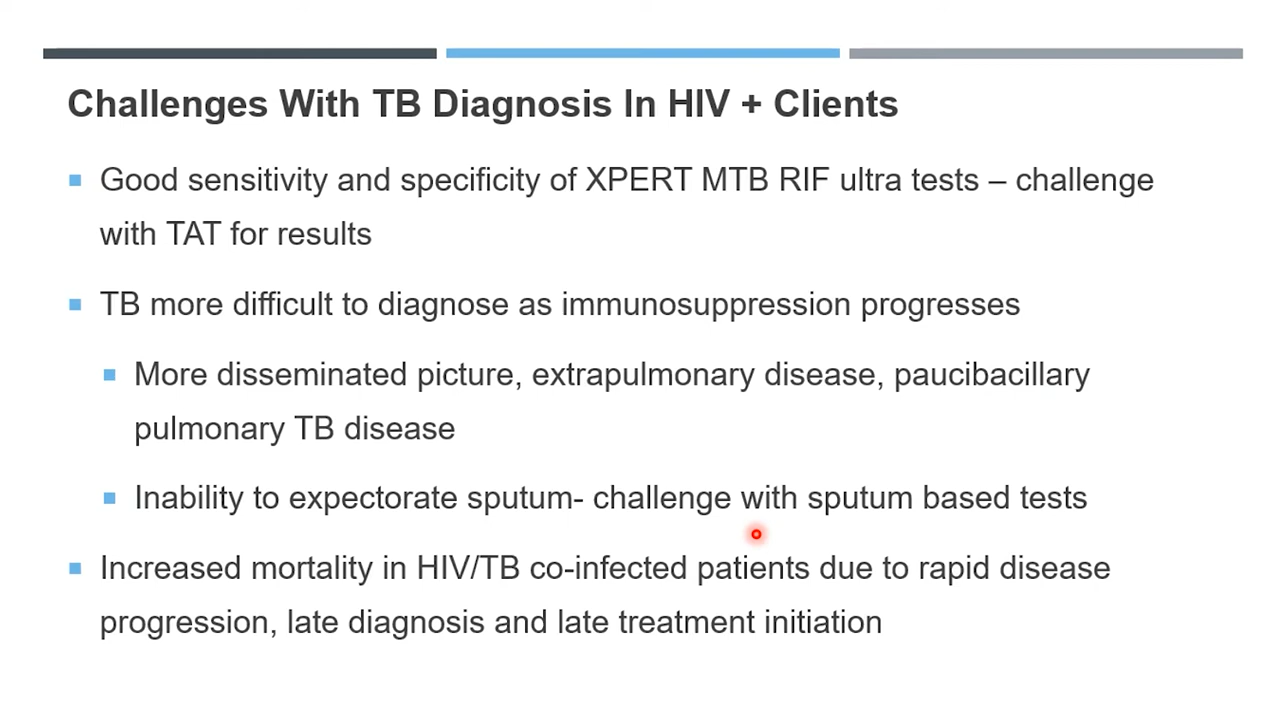 Challenges With TB Diagnosis In HIV + Clients
Good sensitivity and specificity of XPERT MTB RIF ultra tests – challenge
with TAT for results
TB more difficult to diagnose as immunosuppression progresses
More disseminated picture, extrapulmonary disease, paucibacillary
pulmonary TB disease
Inability to expectorate sputum- challenge with sputum based tests
Increased mortality in HIV/TB co-infected patients due to rapid disease
progression, late diagnosis and late treatment initiation